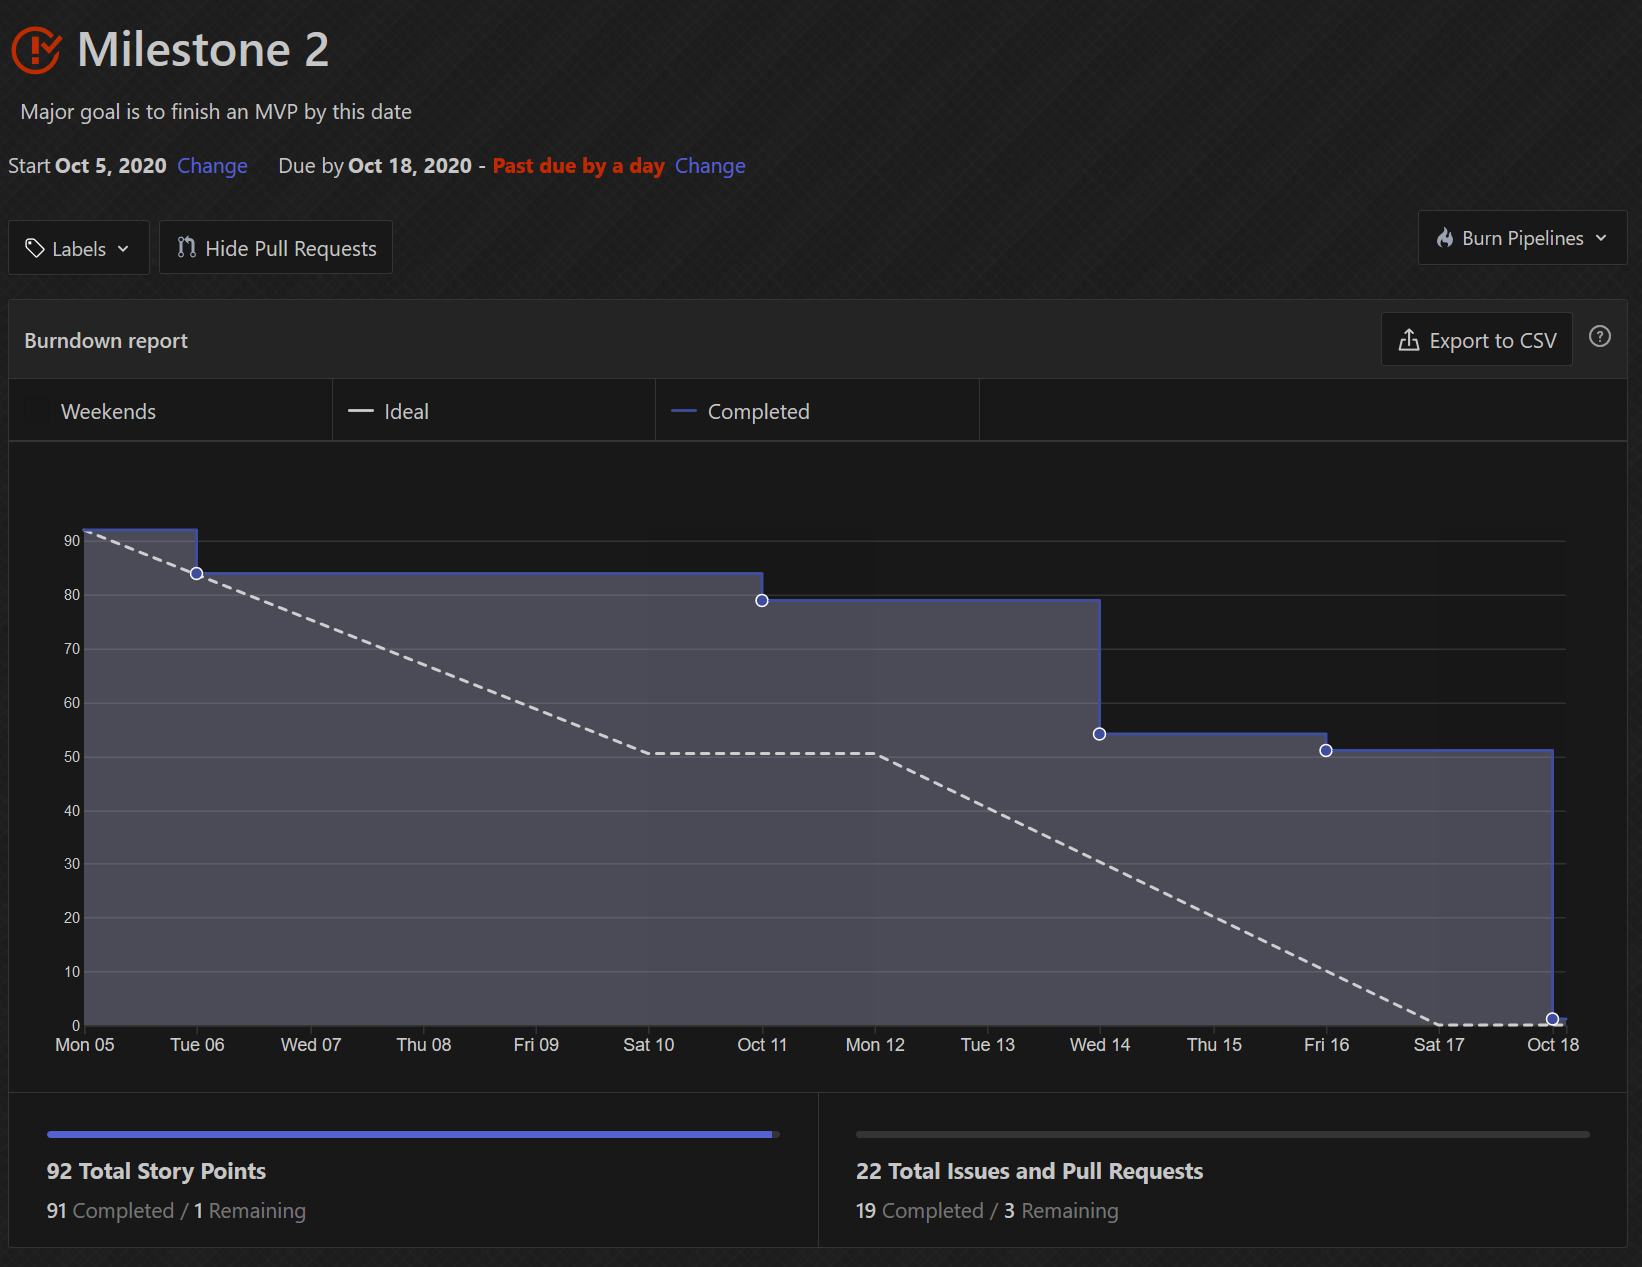 Milestone 2
Major goal is to finish an MVP by this date
Start Oct 5, 2020 Change Due by Oct 18, 2020 - Past due by a day Change
Labels Hide Pull Requests Burn Pipelines
Burndown report Export to CSV ?
Weekends Ideal Completed
90
80
70
60
50
40
30
20
10
0
Mon 05 Tue 06 Wed 07 Thu 08 Fri 09 Sat 10 Oct 11 Mon 12 Tue 13 Wed 14 Thu 15 Fri 16 Sat 17 Oct 18
92 Total Story Points
91 Completed / 1 Remaining
22 Total Issues and Pull Requests
19 Completed / 3 Remaining